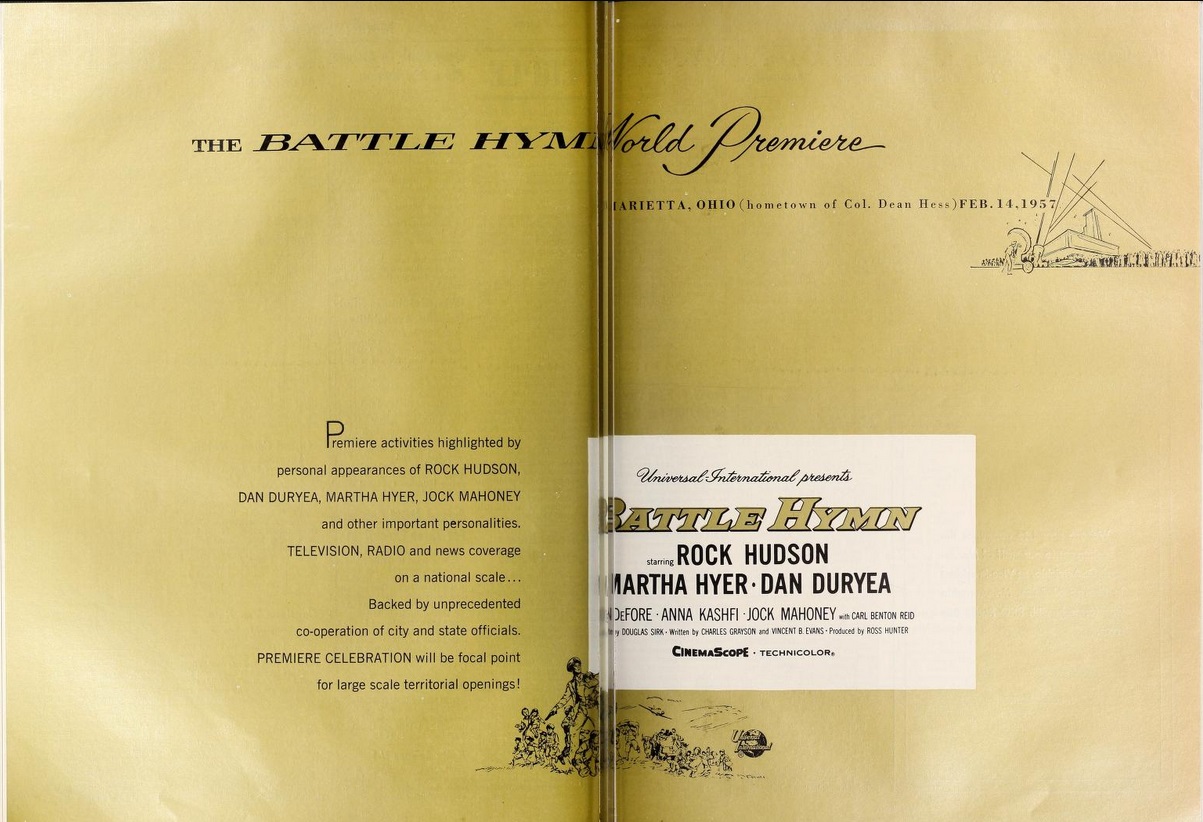 THE BATTLE HYMN World Premiere
MARIETTA, OHIO (hometown of Col. Dean Hess) FEB. 14, 1957
Premiere activities highlighted by
personal appearances of ROCK HUDSON,
DAN DURYEA, MARTHA HYER, JOCK MAHONEY
and other important personalities.
TELEVISION, RADIO and news coverage
on a national scale...
Backed by unprecedented
co-operation of city and state officials.
PREMIERE CELEBRATION will be focal point
for large scale territorial openings!
Universal-International presents
BATTLE HYMN
starring ROCK HUDSON
MARTHA HYER · DAN DURYEA
DeFORE · ANNA KASHFI · JOCK MAHONEY with CARL BENTON REID
by DOUGLAS SIRK · Written by CHARLES GRAYSON and VINCENT B. EVANS · Produced by ROSS HUNTER
CINEMASCOPE · TECHNICOLOR®
Universal International